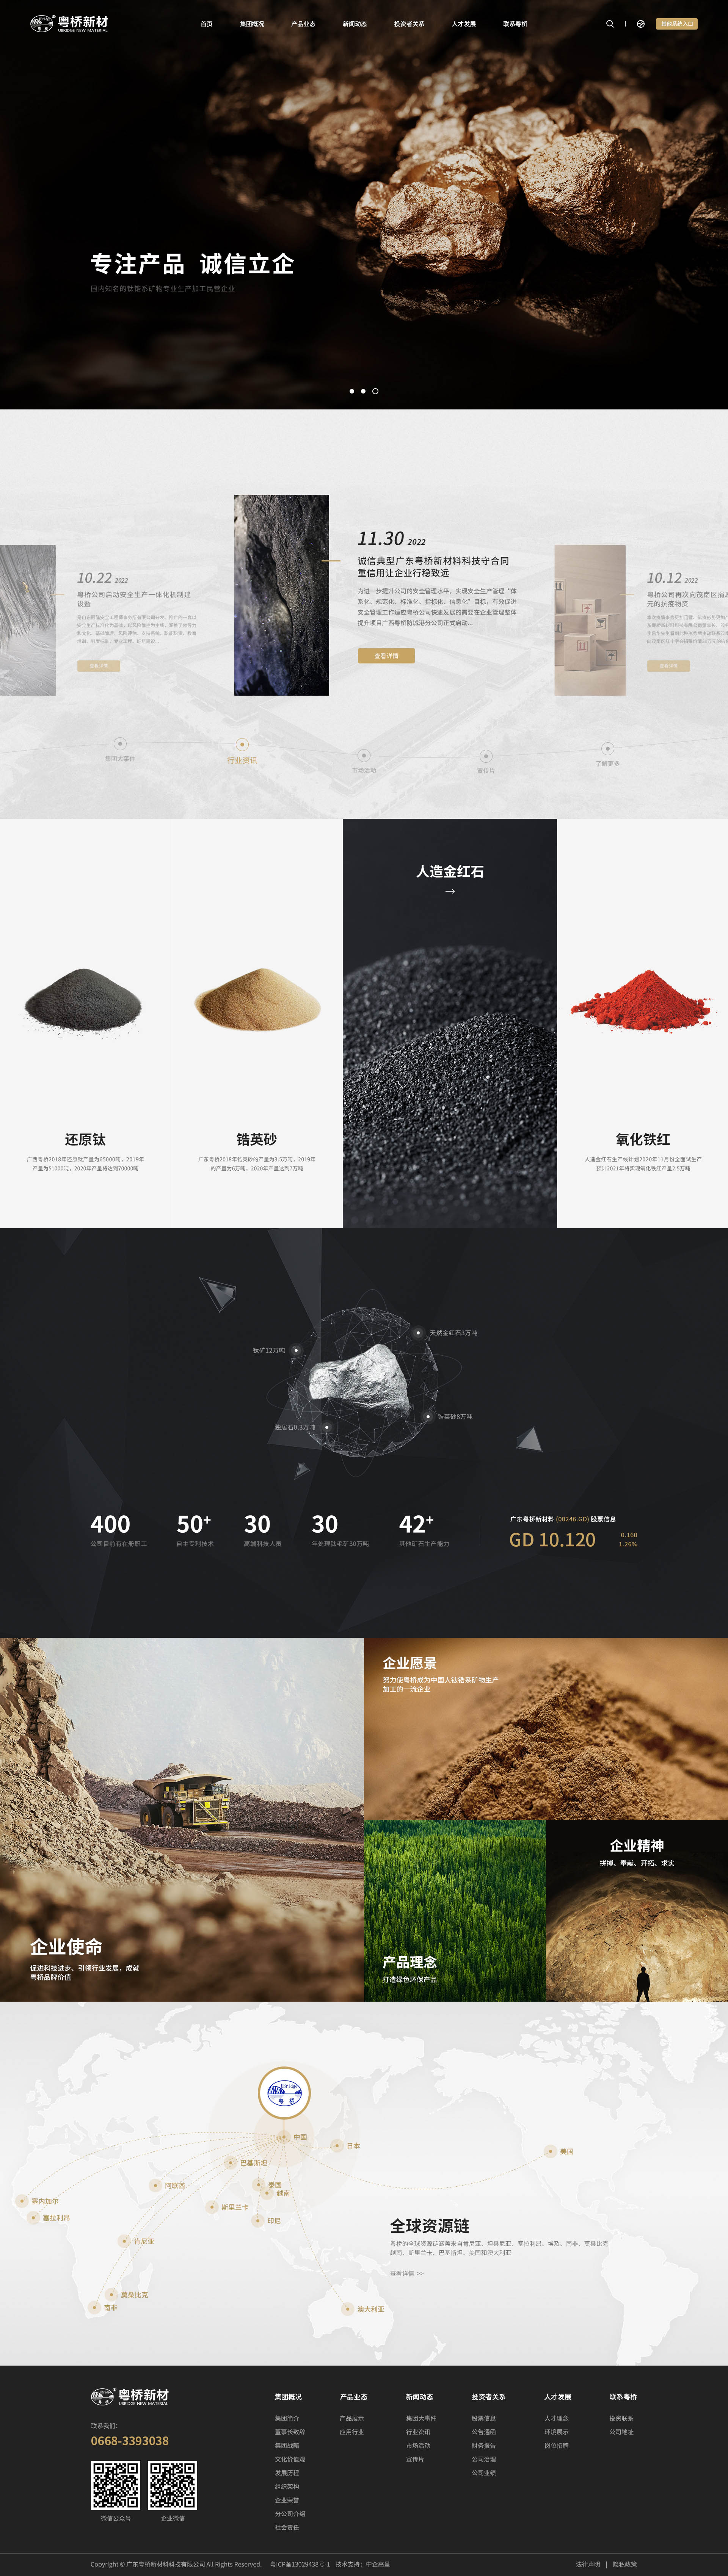 粤桥新材
UBRIDGE NEW MATERIAL
首页
集团概况
产品业态
新闻动态
投资者关系
人才发展
联系粤桥
其他系统入口
专注产品 诚信立企
国内知名的钛锆系矿物专业生产加工民营企业
10.22 2022
粤桥公司启动安全生产一体化机制建
设暨
查看详情
11.30 2022
诚信典型广东粤桥新材料科技守合同
重信用让企业行稳致远
为进一步提升公司的安全管理水平，实现安全生产管理“体
系化、规范化、标准化、指标化、信息化”目标，有效促进
安全管理工作适应粤桥公司快速发展的需要在企业管理整体
提升项目广西粤桥防城港分公司正式启动...
查看详情
10.12 2022
粤桥公司再次向茂南区捐赠
元的抗疫物资
查看详情
集团大事件
行业资讯
市场活动
宣传片
了解更多
还原钛
广西粤桥2018年还原钛产量为65000吨，2019年
产量为51000吨，2020年产量将达到70000吨
锆英砂
广东粤桥2018年锆英砂的产量为3.5万吨，2019年
的产量为6万吨，2020年产量达到7万吨
人造金红石
氧化铁红
人造金红石生产线计划2020年11月份全面试生产
预计2021年将实现氧化铁红产量2.5万吨
天然金红石3万吨
钛矿12万吨
锆英砂8万吨
独居石0.3万吨
400
公司目前有在册职工
50+
自主专利技术
30
高端科技人员
30
年处理钛毛矿30万吨
42+
其他矿石生产能力
广东粤桥新材料 (00246.GD) 股票信息
GD 10.120
0.160
1.26%
企业愿景
努力使粤桥成为中国人钛锆系矿物生产
加工的一流企业
企业使命
促进科技进步、引领行业发展，成就
粤桥品牌价值
产品理念
打造绿色环保产品
企业精神
拼搏、奉献、开拓、求实
粤 桥
中国
日本
美国
巴基斯坦
阿联酋
泰国
越南
塞内加尔
斯里兰卡
塞拉利昂
印尼
肯尼亚
莫桑比克
南非
澳大利亚
全球资源链
粤桥的全球资源链涵盖来自肯尼亚、印桑尼亚、塞拉利昂、埃及、南非、莫桑比克
越南、斯里兰卡、巴基斯坦、美国和澳大利亚
查看详情 >>
粤桥新材
UBRIDGE NEW MATERIAL
联系我们：
0668-3393038
微信公众号
企业微信
集团概况
集团简介
董事长致辞
集团战略
文化价值观
发展历程
组织架构
企业荣誉
分公司介绍
社会责任
产品业态
产品展示
应用行业
新闻动态
集团大事件
行业资讯
市场活动
宣传片
投资者关系
股票信息
公告通函
财务报告
公司治理
公司业绩
人才发展
人才理念
环境展示
岗位招聘
联系粤桥
投资联系
公司地址
Copyright © 广东粤桥新材料科技有限公司 All Rights Reserved. 粤ICP备13029438号-1 技术支持：中企高呈
法律声明 | 隐私政策